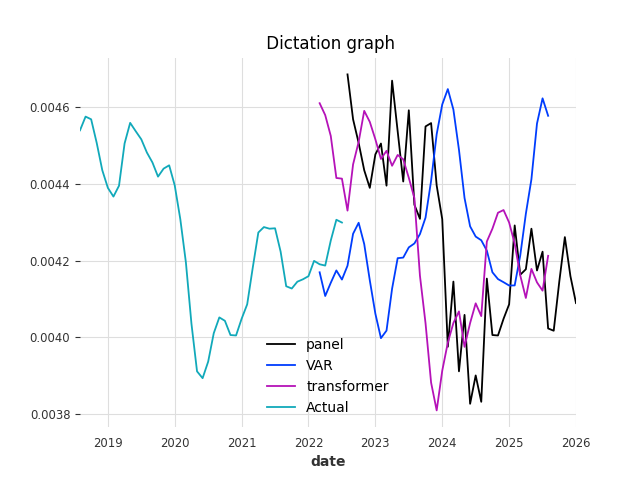 Dictation graph
0.0046
0.0044
0.0042
0.0040
0.0038
panel
VAR
transformer
Actual
2019 2020 2021 2022 2023 2024 2025 2026
date